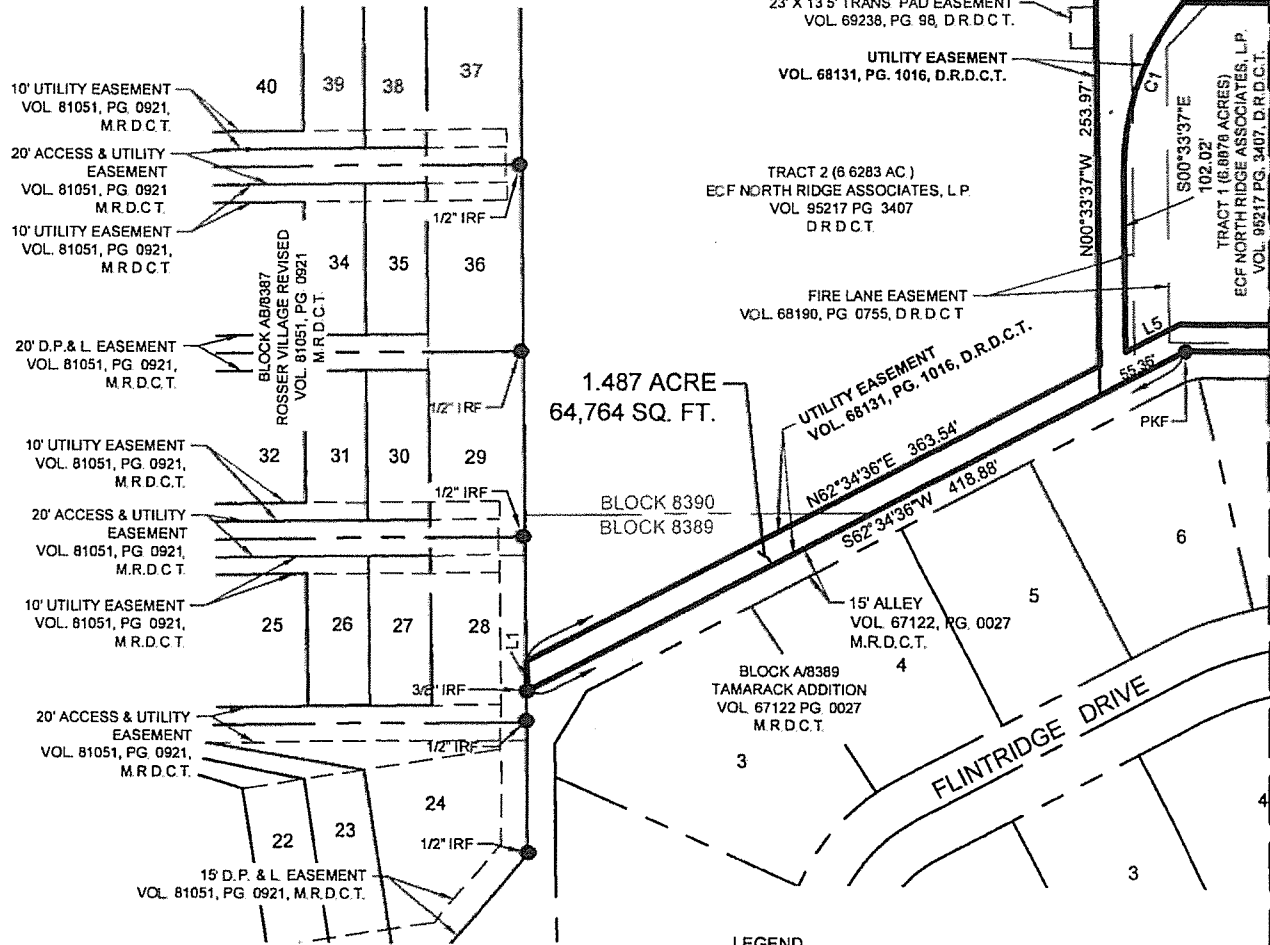 23' X 13 5' TRANS PAD EASEMENT
VOL. 69238, PG 98, D R.D C T.
UTILITY EASEMENT
VOL. 68131, PG. 1016, D.R.D.C.T.
C1
N00°33'37"W 253.97'
S00°33'37"E
102.02'
TRACT 1 (6.8878 ACRES)
ECF NORTH RIDGE ASSOCIATES, L.P.
VOL. 95217 PG. 3407, D.R.D.C.T.
40
39
38
37
10' UTILITY EASEMENT
VOL. 81051, PG 0921,
M.R D.C T.
20' ACCESS & UTILITY
EASEMENT
VOL. 81051, PG 0921
M.R.D.C.T.
10' UTILITY EASEMENT
VOL. 81051, PG. 0921,
M.R D.C T.
1/2" IRF
TRACT 2 (6 6283 AC )
ECF NORTH RIDGE ASSOCIATES, L P.
VOL 95217 PG 3407
D R D C T.
BLOCK AB/8387
ROSSER VILLAGE REVISED
VOL. 81051, PG 0921
M.R.D.C.T.
34
35
36
FIRE LANE EASEMENT
VOL. 68190, PG 0755, D R D C T
20' D.P.& L. EASEMENT
VOL. 81051, PG. 0921,
M.R.D.C.T.
1/2" IRF
1.487 ACRE
64,764 SQ. FT.
UTILITY EASEMENT
VOL. 68131, PG. 1016, D.R.D.C.T.
L5
55.36'
PKF
10' UTILITY EASEMENT
VOL. 81051, PG. 0921,
M.R.D.C.T.
32
31
30
29
1/2" IRF
N62°34'36"E 363.54'
S62°34'36"W 418.88'
BLOCK 8390
BLOCK 8389
20' ACCESS & UTILITY
EASEMENT
VOL. 81051, PG 0921,
M.R.D C T.
6
5
10' UTILITY EASEMENT
VOL. 81051, PG. 0921,
M.R D.C.T.
25
26
27
28
L1
15' ALLEY
VOL. 67122, PG. 0027
M.R.D.C.T.
4
3/8" IRF
BLOCK A/8389
TAMARACK ADDITION
VOL 67122 PG 0027
M.R.D.C.T.
20' ACCESS & UTILITY
EASEMENT
VOL. 81051, PG 0921,
M.R D.C.T.
1/2" IRF
3
FLINTRIDGE DRIVE
24
22
23
1/2" IRF
4
3
15' D.P. & L. EASEMENT
VOL 81051, PG 0921, M.R.D.C.T.
LEGEND